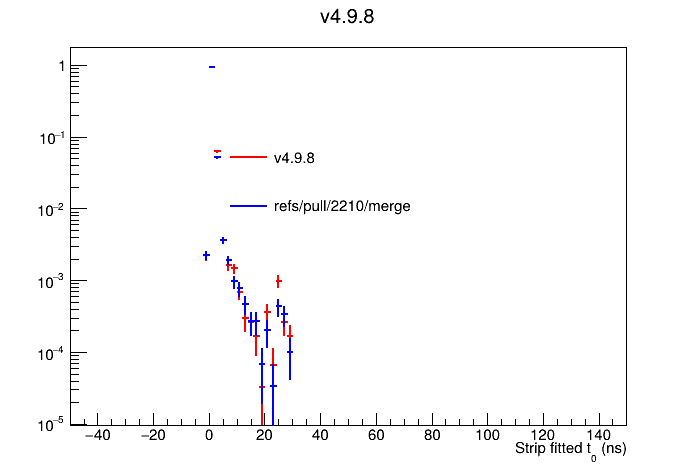 v4.9.8
1
10⁻¹
v4.9.8
10⁻²
refs/pull/2210/merge
10⁻³
10⁻⁴
10⁻⁵
−40 −20 0 20 40 60 80 100 120 140
Strip fitted t₀ (ns)